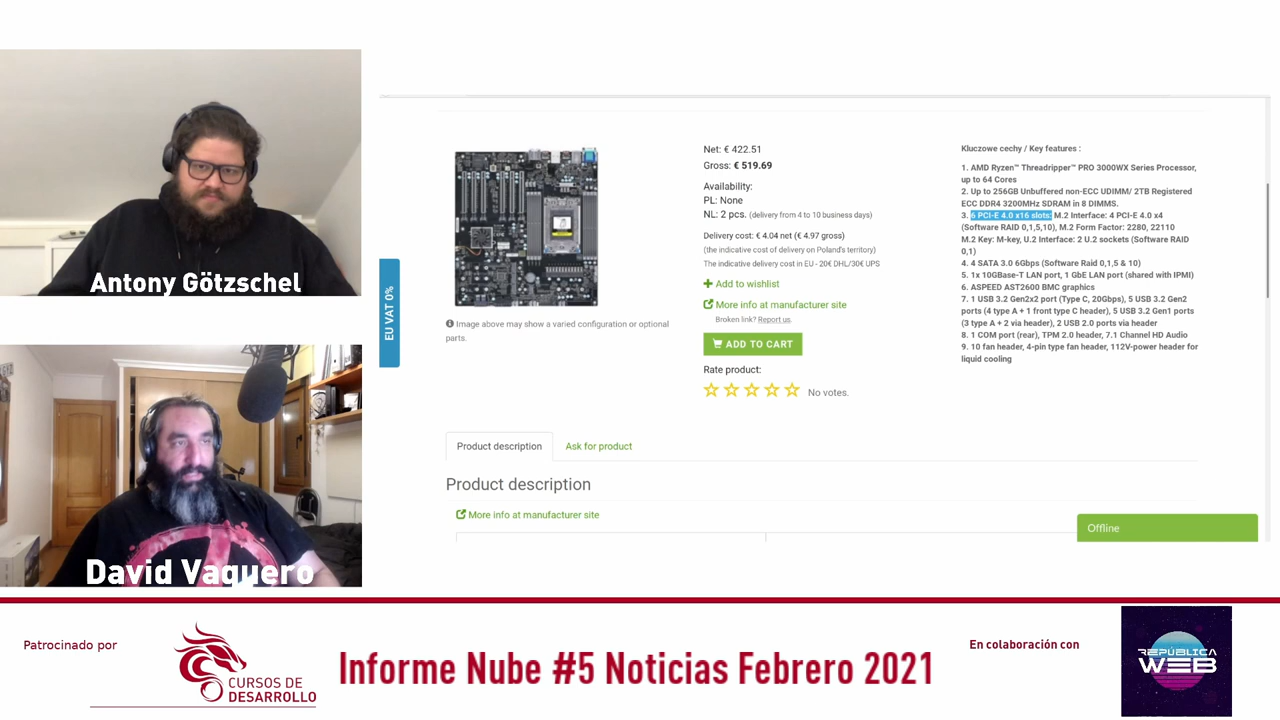 Antony Götzschel
David Vaquero
EU VAT 0%
Image above may show a varied configuration or optional
parts.
Net: € 422.51
Gross: € 519.69
Availability:
PL: None
NL: 2 pcs. (delivery from 4 to 10 business days)
Delivery cost: € 4.04 net (€ 4.97 gross)
(the indicative cost of delivery on Poland's territory)
The indicative delivery cost in EU - 20€ DHL/30€ UPS
Add to wishlist
More info at manufacturer site
Broken link? Report us.
ADD TO CART
Rate product:
No votes.
Kluczowe cechy / Key features :
1. AMD Ryzen™ Threadripper™ PRO 3000WX Series Processor,
up to 64 Cores
2. Up to 256GB Unbuffered non-ECC UDIMM/ 2TB Registered
ECC DDR4 3200MHz SDRAM in 8 DIMMS.
3. 6 PCI-E 4.0 x16 slots; M.2 Interface: 4 PCI-E 4.0 x4
(Software RAID 0,1,5,10), M.2 Form Factor: 2280, 22110
M.2 Key: M-key, U.2 Interface: 2 U.2 sockets (Software RAID
0,1)
4. 4 SATA 3.0 6Gbps (Software Raid 0,1,5 & 10)
5. 1x 10GBase-T LAN port, 1 GbE LAN port (shared with IPMI)
6. ASPEED AST2600 BMC graphics
7. 1 USB 3.2 Gen2x2 port (Type C, 20Gbps), 5 USB 3.2 Gen2
ports (4 type A + 1 front type C header), 5 USB 3.2 Gen1 ports
(3 type A + 2 via header), 2 USB 2.0 ports via header
8. 1 COM port (rear), TPM 2.0 header, 7.1 Channel HD Audio
9. 10 fan header, 4-pin type fan header, 112V-power header for
liquid cooling
Product description
Ask for product
Product description
More info at manufacturer site
Offline
Patrocinado por
CURSOS DE
DESARROLLO
Informe Nube #5 Noticias Febrero 2021
En colaboración con
REPÚBLICA
WEB